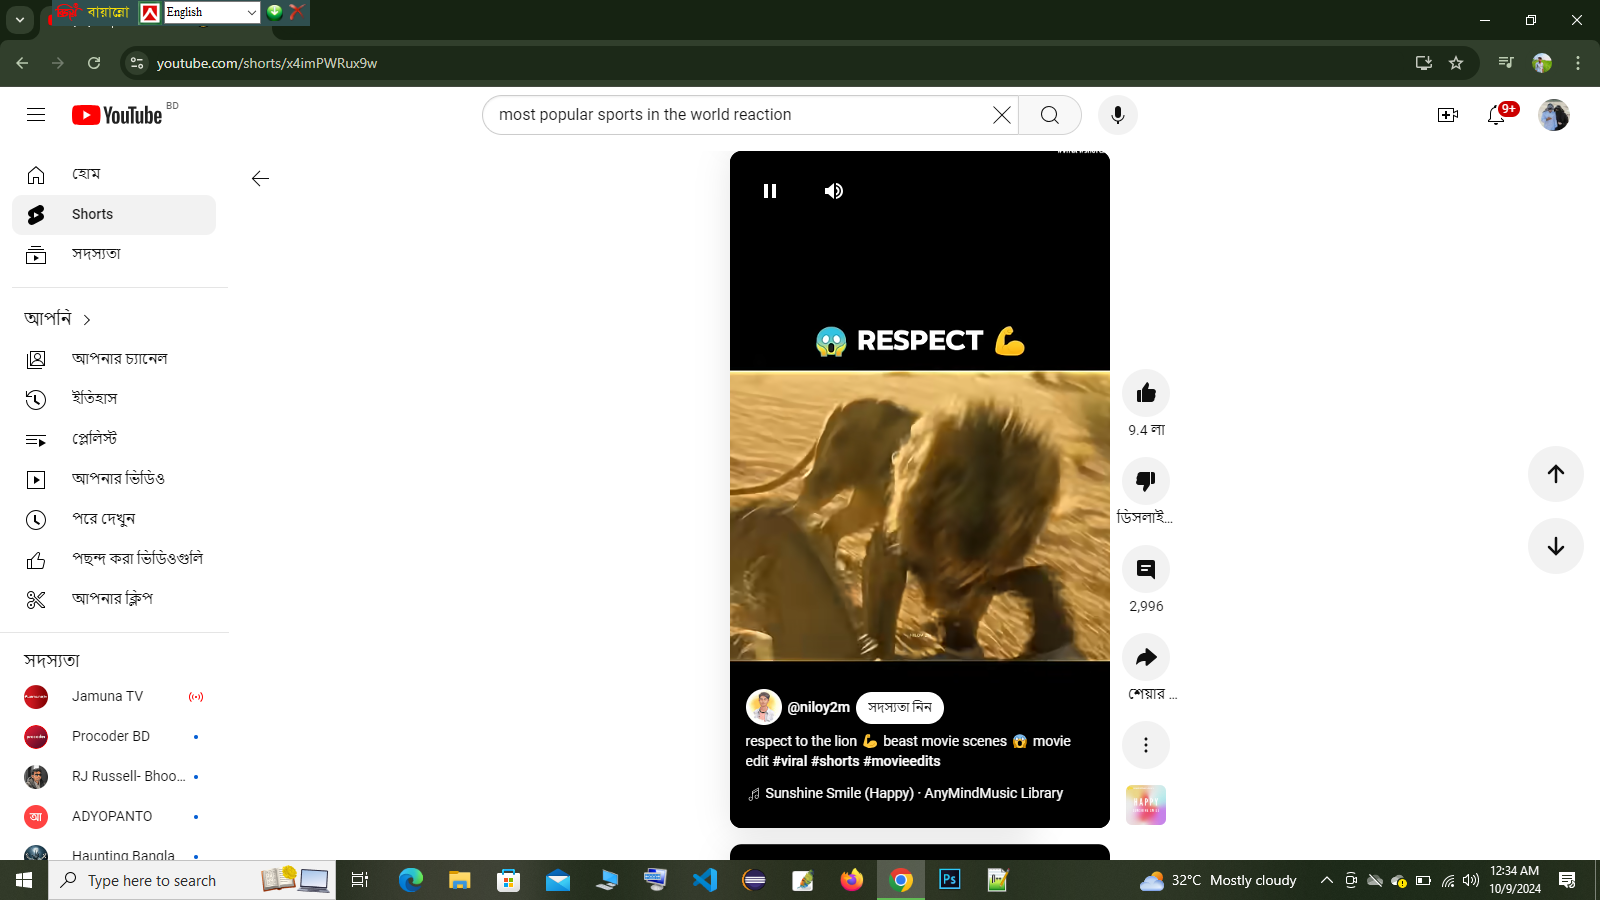 বায়ান্নো
English
youtube.com/shorts/x4imPWRux9w
YouTube BD
most popular sports in the world reaction
9+
হোম
Shorts
সদস্যতা
আপনি
আপনার চ্যানেল
ইতিহাস
প্লেলিস্ট
আপনার ভিডিও
পরে দেখুন
পছন্দ করা ভিডিওগুলি
আপনার ক্লিপ
সদস্যতা
Jamuna TV
Procoder BD
RJ Russell- Bhoo...
ADYOPANTO
Haunting Bangla
😱 RESPECT 💪
@niloy2m
সদস্যতা নিন
respect to the lion 💪 beast movie scenes 😱 movie
edit #viral #shorts #movieedits
Sunshine Smile (Happy) · AnyMindMusic Library
9.4 লা
ডিসলাই...
2,996
শেয়ার ...
HAPPY
Type here to search
32°C Mostly cloudy
12:34 AM
10/9/2024